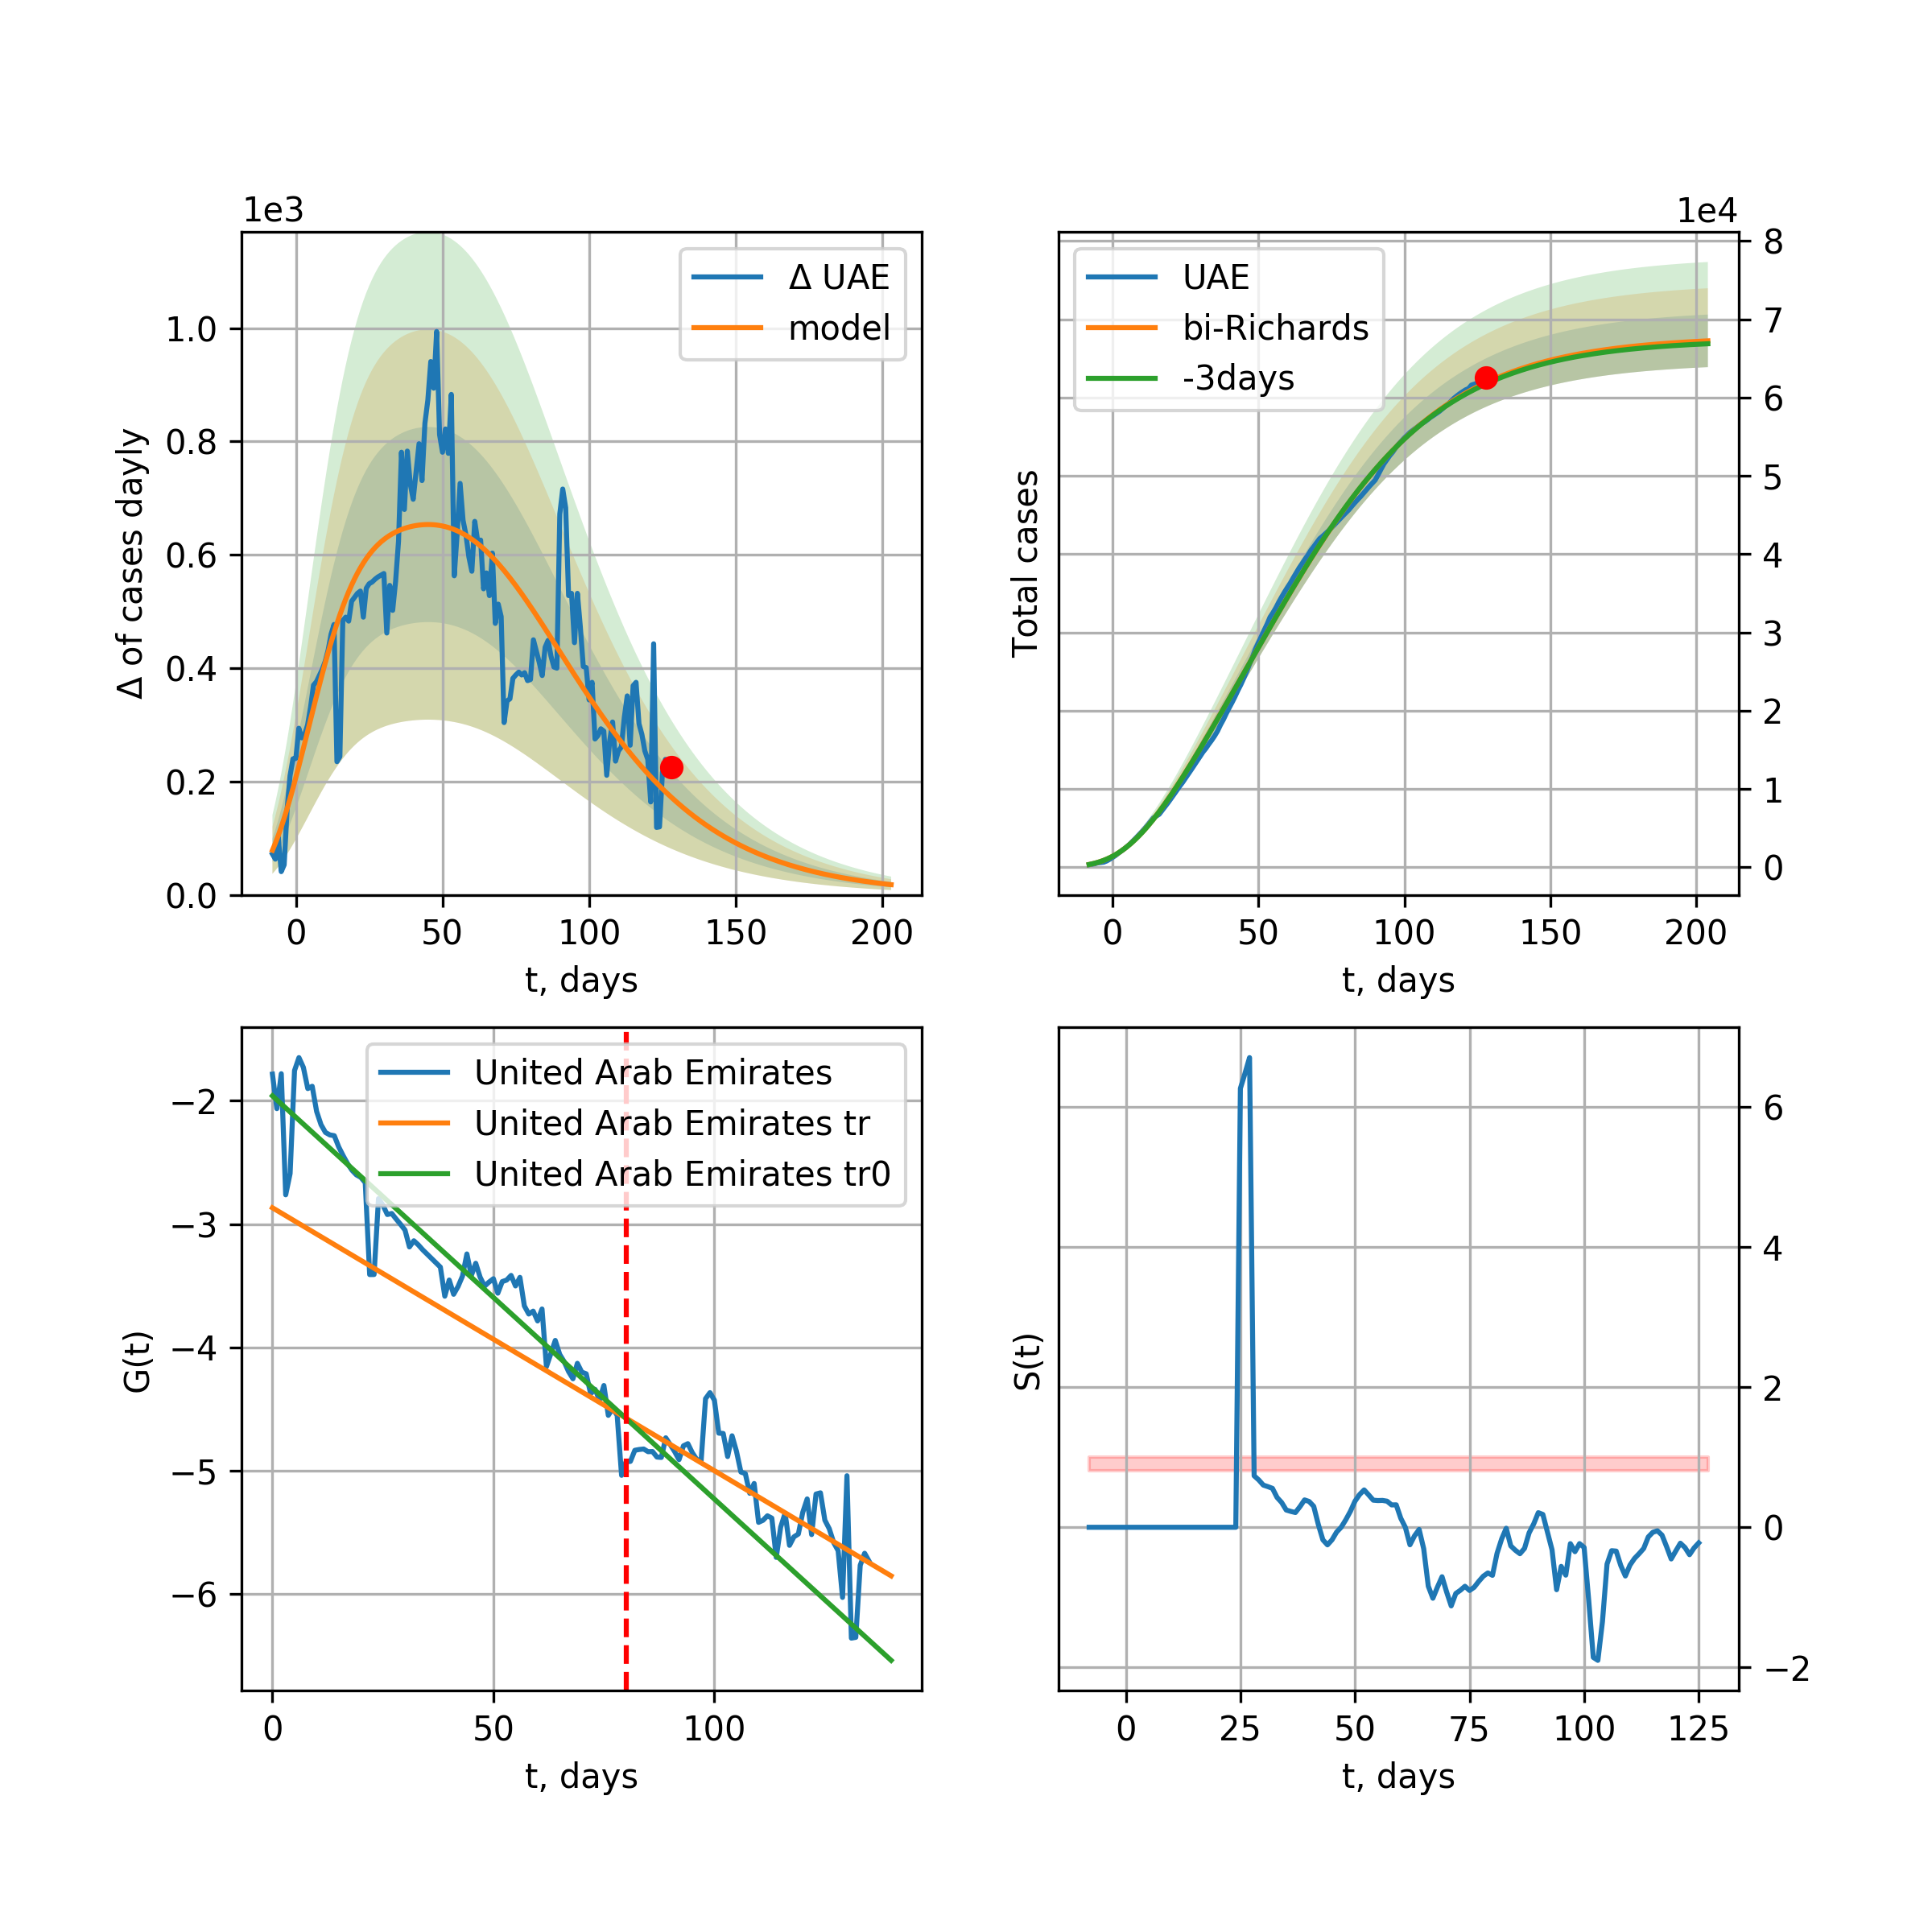 1e3
Δ of cases dayly
1.0
0.8
0.6
0.4
0.2
0.0
Δ UAE
model
0 50 100 150 200
t, days
1e4
Total cases
UAE
bi-Richards
-3days
8
7
6
5
4
3
2
1
0
0 50 100 150 200
t, days
G(t)
−2
−3
−4
−5
−6
United Arab Emirates
United Arab Emirates tr
United Arab Emirates tr0
0 50 100
t, days
S(t)
6
4
2
0
−2
0 25 50 75 100 125
t, days